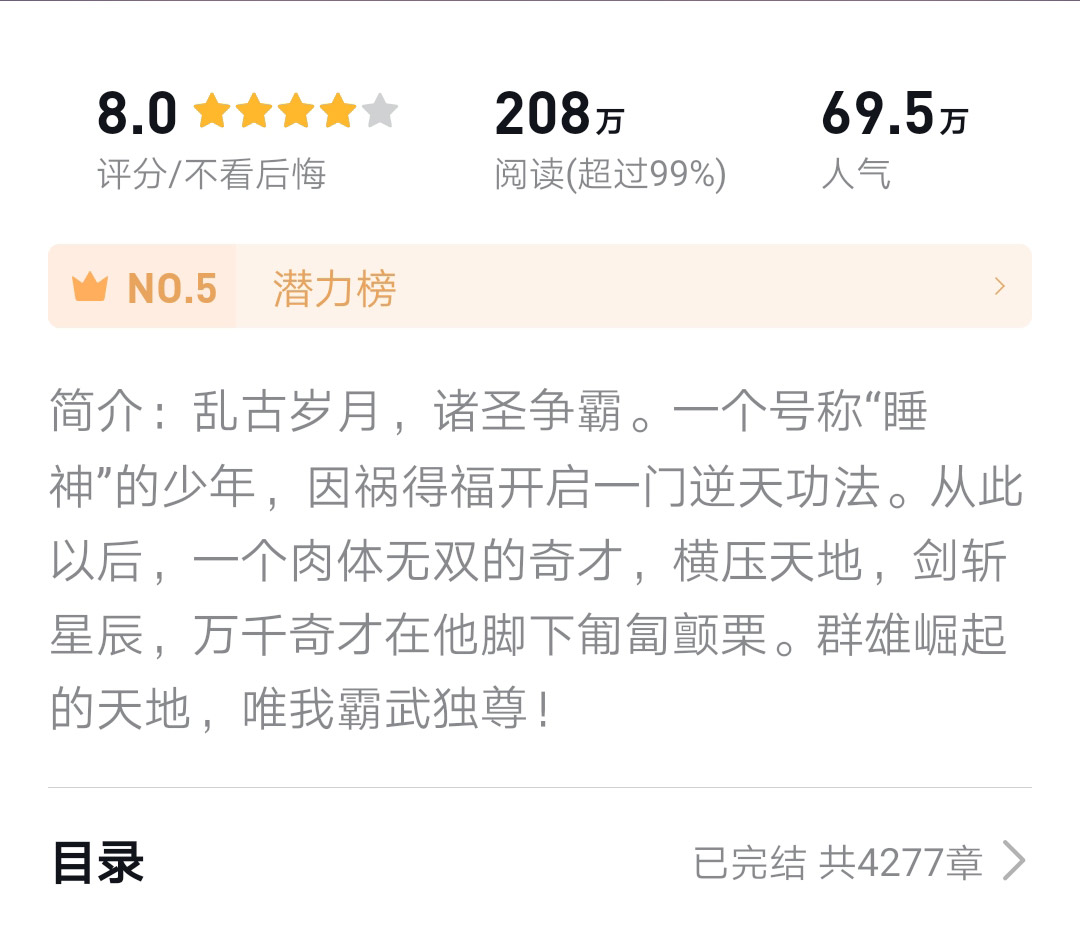 8.0 208万 69.5万
评分/不看后悔 阅读(超过99%) 人气
NO.5 潜力榜
简介：乱古岁月，诸圣争霸。一个号称“睡
神”的少年，因祸得福开启一门逆天功法。从此
以后，一个肉体无双的奇才，横压天地，剑斩
星辰，万千奇才在他脚下匍匐颤栗。群雄崛起
的天地，唯我霸武独尊！
目录 已完结 共4277章